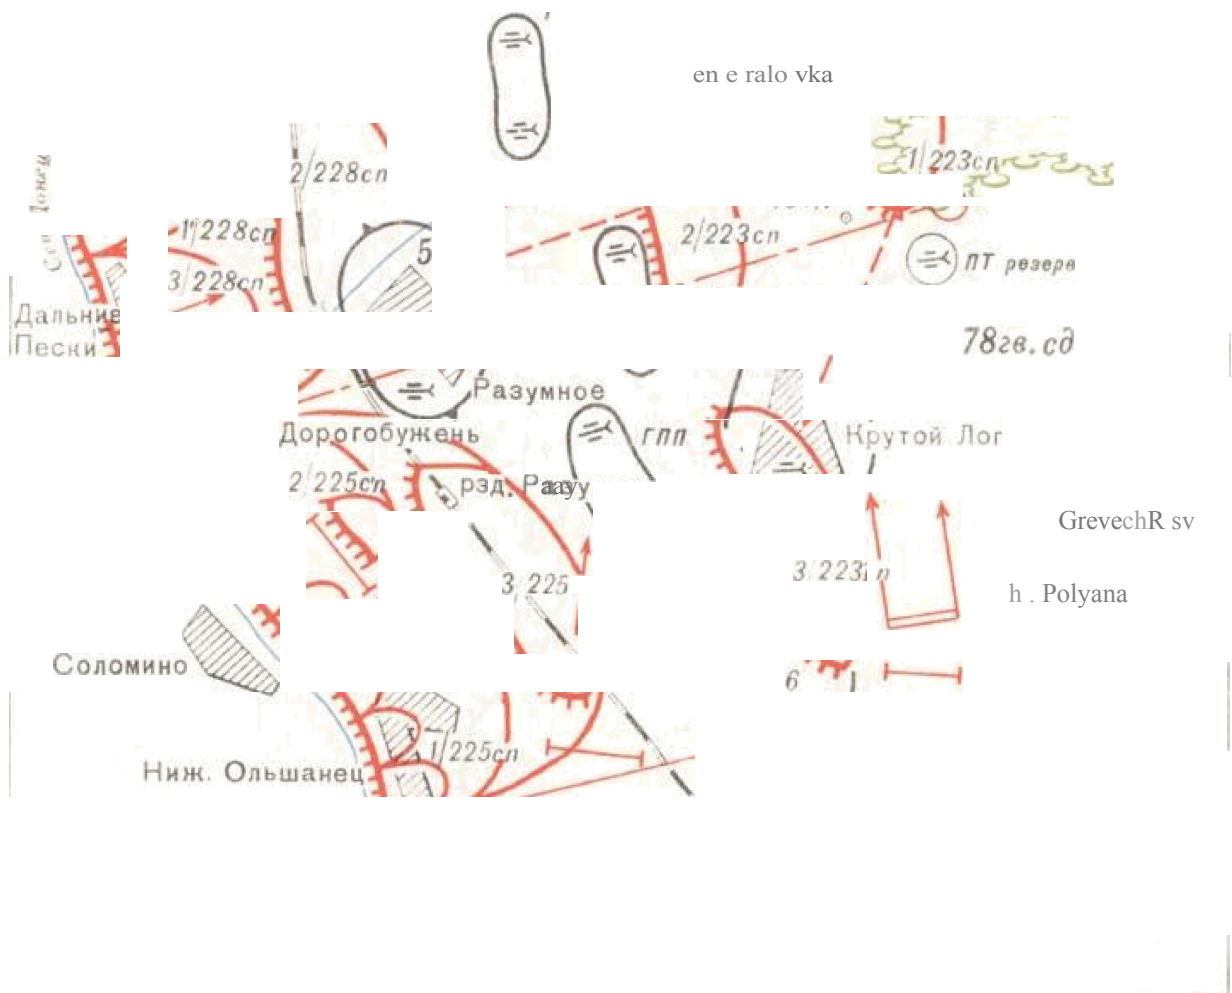 en e ralo vka
1/223сп
2/228сп
1/228сп
2/223сп
5
ПТ резерв
3/228сп
Дальние
Пески
78гв. сд
Разумное
Дорогобужень
ГПП
Крутой Лог
2 225сп
рзд. Раауу
GrevechR sv
3/225
3/223 п
h . Polyana
Соломино
6
1/225сп
Ниж. Ольшанец